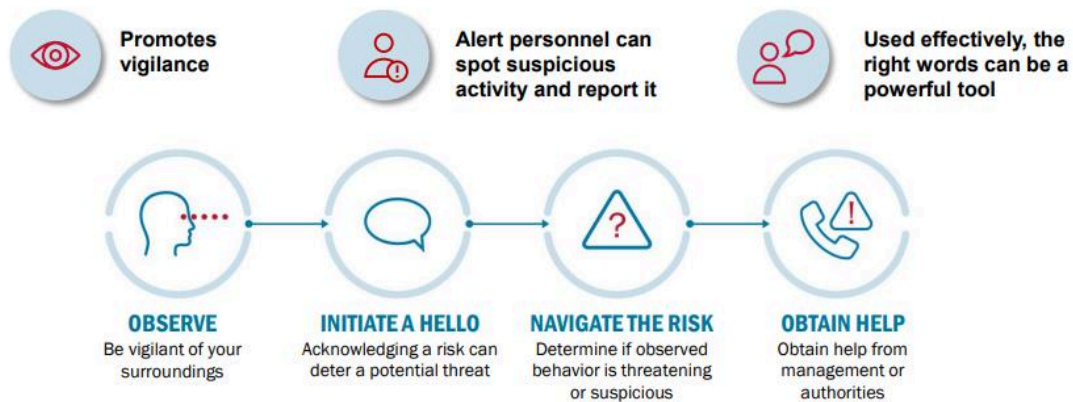 Promotes
vigilance
Alert personnel can
spot suspicious
activity and report it
Used effectively, the
right words can be a
powerful tool
?
!
OBSERVE
Be vigilant of your
surroundings
INITIATE A HELLO
Acknowledging a risk can
deter a potential threat
NAVIGATE THE RISK
Determine if observed
behavior is threatening
or suspicious
OBTAIN HELP
Obtain help from
management or
authorities